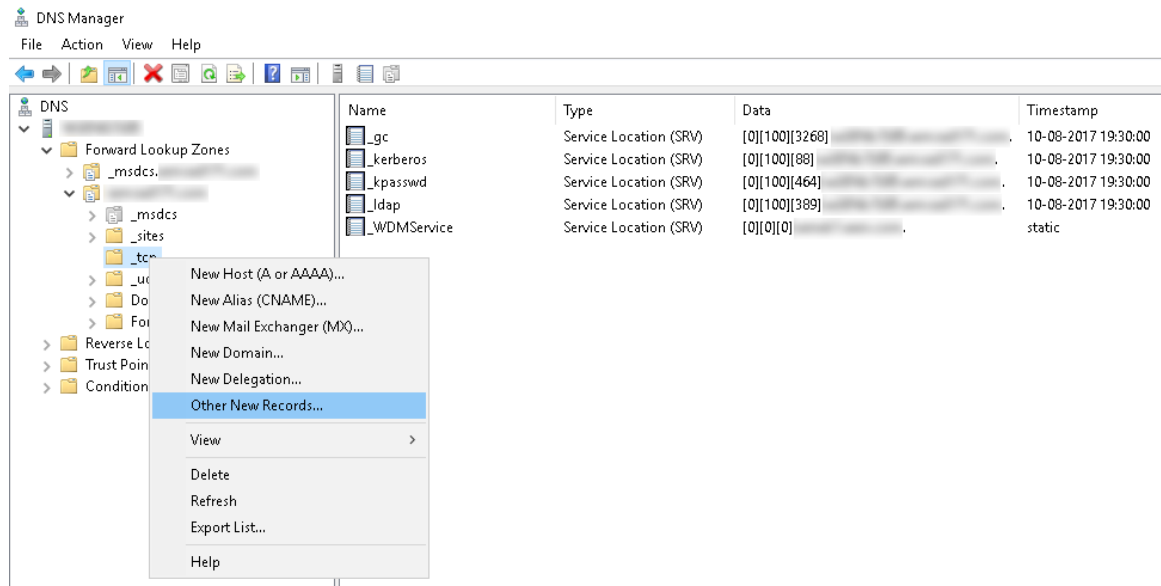 DNS Manager
File Action View Help
DNS
Forward Lookup Zones
_msdcs.
_msdcs
_sites
_tcp
Reverse
Trust
Name Type Data Timestamp
_gc Service Location (SRV) [0][100][3268] . 10-08-2017 19:30:00
_kerberos Service Location (SRV) [0][100][88] . 10-08-2017 19:30:00
_kpasswd Service Location (SRV) [0][100][464] . 10-08-2017 19:30:00
_ldap Service Location (SRV) [0][100][389] . 10-08-2017 19:30:00
_WDMService Service Location (SRV) [0][0][0] . static
New Host (A or AAAA)...
New Alias (CNAME)...
New Mail Exchanger (MX)...
New Domain...
New Delegation...
Other New Records...
View
Delete
Refresh
Export List...
Help